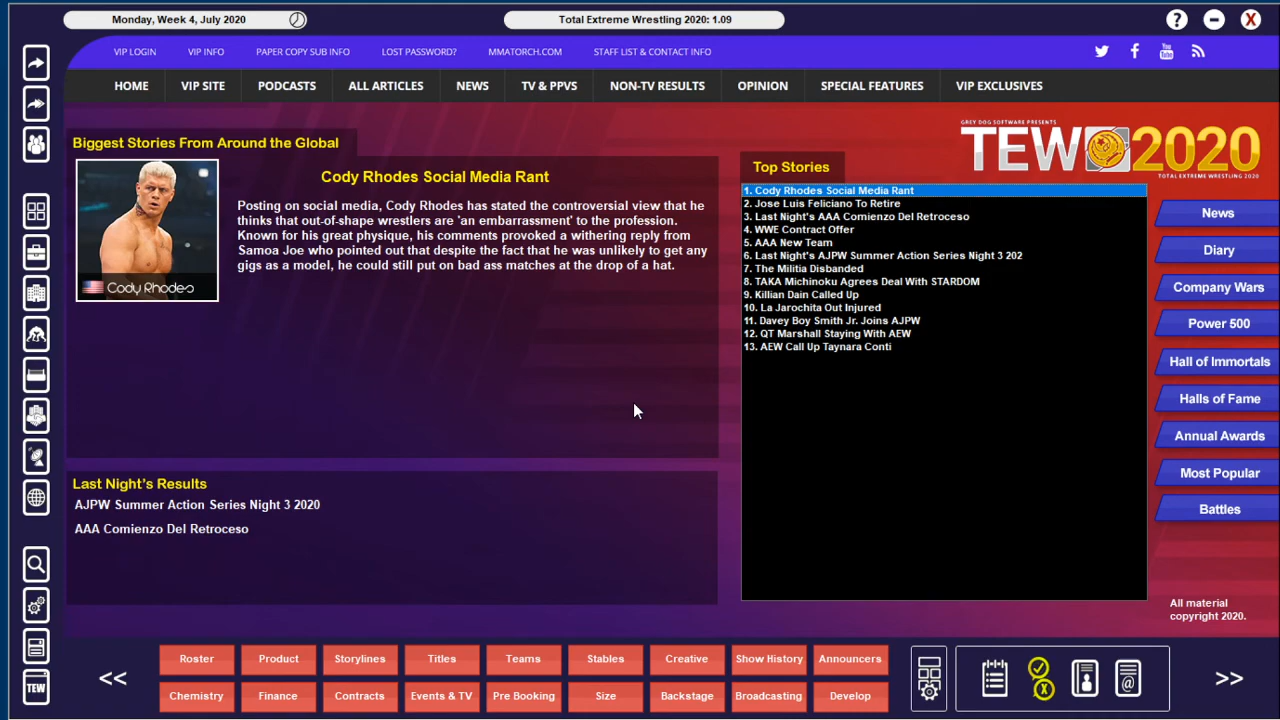 Monday, Week 4, July 2020
Total Extreme Wrestling 2020: 1.09
?
X
VIP LOGIN
VIP INFO
PAPER COPY SUB INFO
LOST PASSWORD?
MMATORCH.COM
STAFF LIST & CONTACT INFO
You Tube
HOME
VIP SITE
PODCASTS
ALL ARTICLES
NEWS
TV & PPVS
NON-TV RESULTS
OPINION
SPECIAL FEATURES
VIP EXCLUSIVES
GREY DOG SOFTWARE PRESENTS
TEW 2020
TOTAL EXTREME WRESTLING 2020
Biggest Stories From Around the Global
Cody Rhodes Social Media Rant
Posting on social media, Cody Rhodes has stated the controversial view that he
thinks that out-of-shape wrestlers are 'an embarrassment' to the profession.
Known for his great physique, his comments provoked a withering reply from
Samoa Joe who pointed out that despite the fact that he was unlikely to get any
gigs as a model, he could still put on bad ass matches at the drop of a hat.
Cody Rhodes
Top Stories
1. Cody Rhodes Social Media Rant
2. Jose Luis Feliciano To Retire
3. Last Night's AAA Comienzo Del Retroceso
4. WWE Contract Offer
5. AAA New Team
6. Last Night's AJPW Summer Action Series Night 3 202
7. The Militia Disbanded
8. TAKA Michinoku Agrees Deal With STARDOM
9. Killian Dain Called Up
10. La Jarochita Out Injured
11. Davey Boy Smith Jr. Joins AJPW
12. QT Marshall Staying With AEW
13. AEW Call Up Taynara Conti
News
Diary
Company Wars
Power 500
Hall of Immortals
Halls of Fame
Annual Awards
Most Popular
Battles
Last Night's Results
AJPW Summer Action Series Night 3 2020
AAA Comienzo Del Retroceso
All material
copyright 2020.
TEW
<<
Roster
Product
Storylines
Titles
Teams
Stables
Creative
Show History
Announcers
Chemistry
Finance
Contracts
Events & TV
Pre Booking
Size
Backstage
Broadcasting
Develop
@
>>